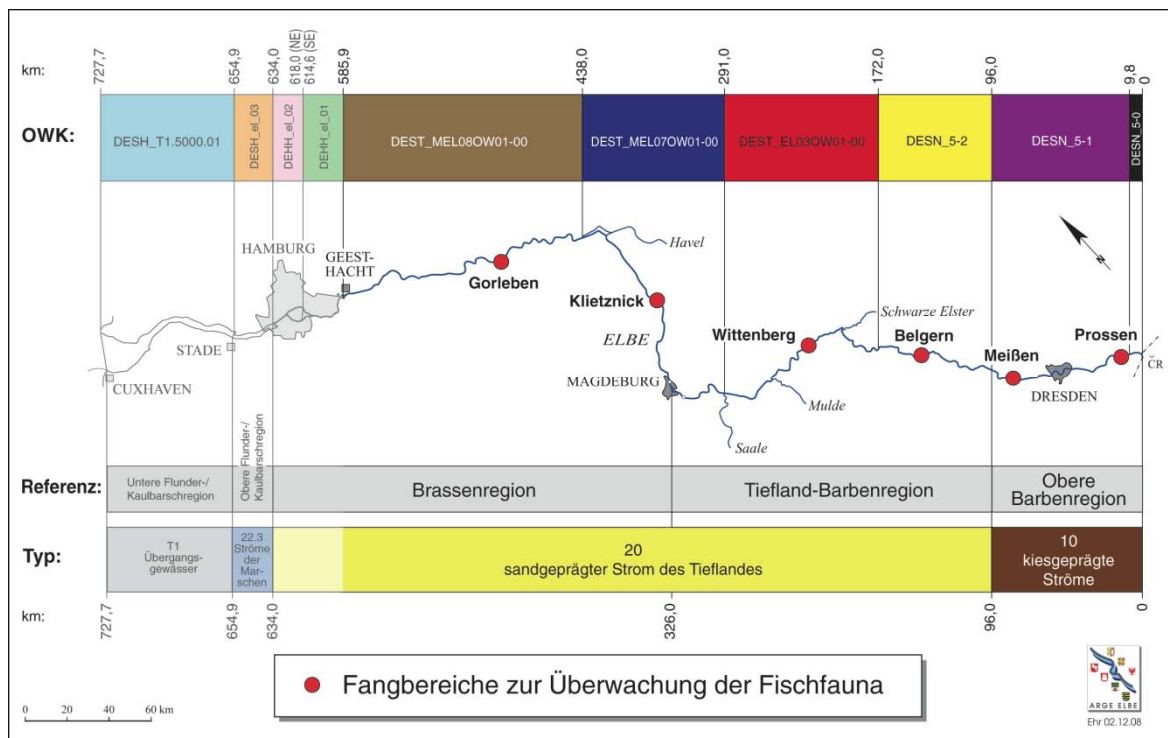 km:
727,7
654,9
634,0
618,0 (NE)
614,6 (SE)
585,9
438,0
291,0
172,0
96,0
9,8
0
OWK:
DESH_T1.5000.01
DESH_el_03
DEHH_el_02
DEHH_el_01
DEST_MEL08OW01-00
DEST_MEL07OW01-00
DEST_EL03OW01-00
DESN_5-2
DESN_5-1
DESN_5-0
N
Havel
HAMBURG
GEEST-
HACHT
Gorleben
Klietznick
Schwarze Elster
ELBE
Wittenberg
Belgern
Prossen
STADE
Meißen
ČR
CUXHAVEN
MAGDEBURG
DRESDEN
Mulde
Saale
Referenz:
Untere Flunder-/
Kaulbarschregion
Obere Flunder-/
Kaulbarschregion
Brassenregion
Tiefland-Barbenregion
Obere
Barbenregion
Typ:
T1
Übergangs-
gewässer
22.3
Ströme
der
Mar-
schen
20
sandgeprägter Strom des Tieflandes
10
kiesgeprägte
Ströme
km:
727,7
654,9
634,0
326,0
96,0
0
Fangbereiche zur Überwachung der Fischfauna
0 20 40 60 km
ARGE ELBE
Ehr 02.12.08